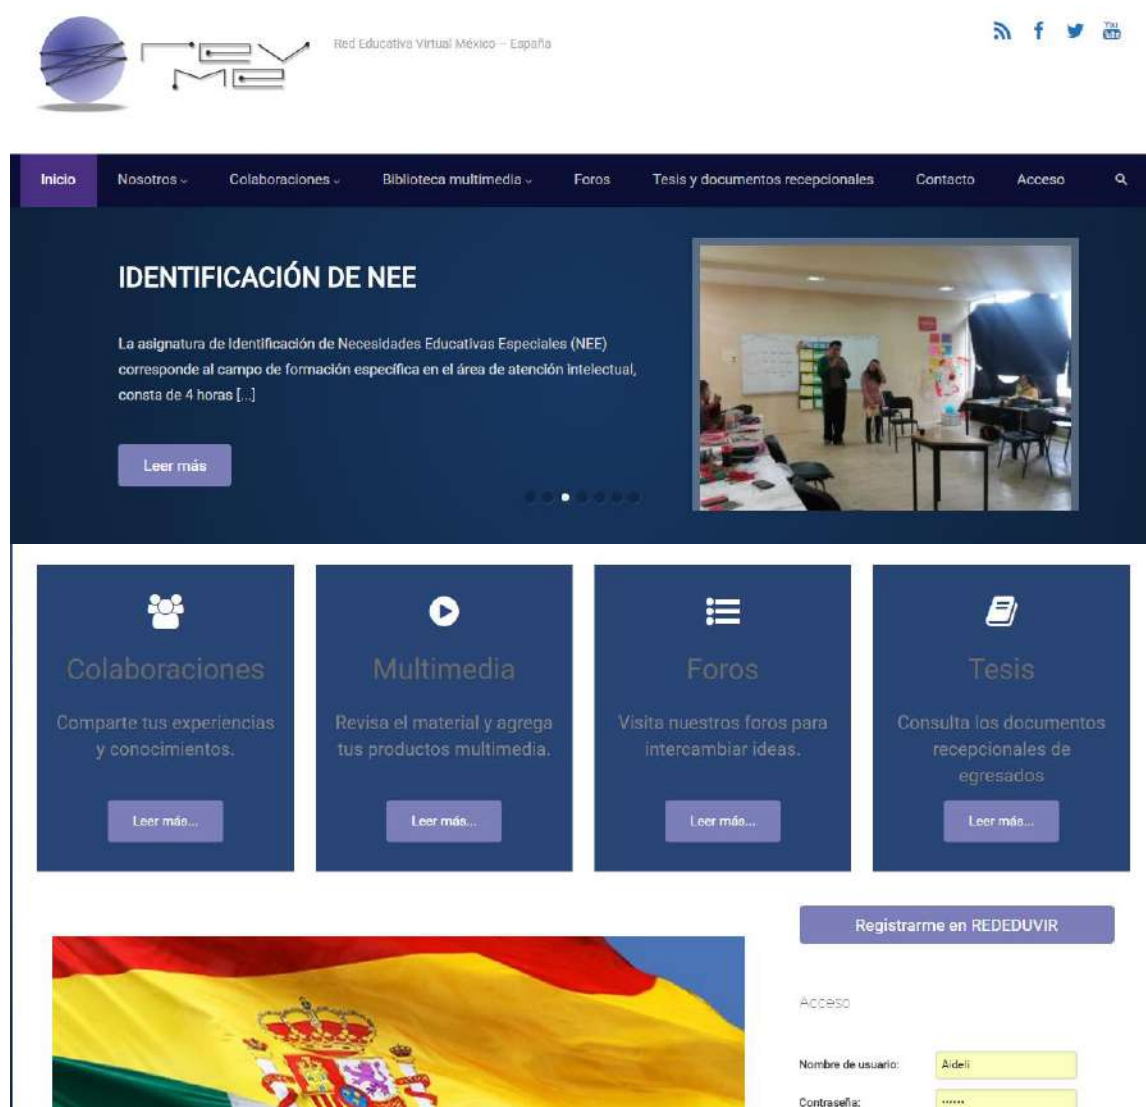 rev
me
Red Educativa Virtual México – España
You
Tube
Inicio
Nosotros
Colaboraciones
Biblioteca multimedia
Foros
Tesis y documentos recepcionales
Contacto
Acceso
IDENTIFICACIÓN DE NEE
La asignatura de Identificación de Necesidades Educativas Especiales (NEE)
corresponde al campo de formación específica en el área de atención intelectual,
consta de 4 horas [...]
Leer más
Colaboraciones
Comparte tus experiencias
y conocimientos.
Leer más...
Multimedia
Revisa el material y agrega
tus productos multimedia.
Leer más...
Foros
Visita nuestros foros para
intercambiar ideas.
Leer más...
Tesis
Consulta los documentos
recepcionales de
egresados
Leer más...
Registrarme en REDEDUVIR
Acceso
Nombre de usuario:
Aideli
Contraseña:
······